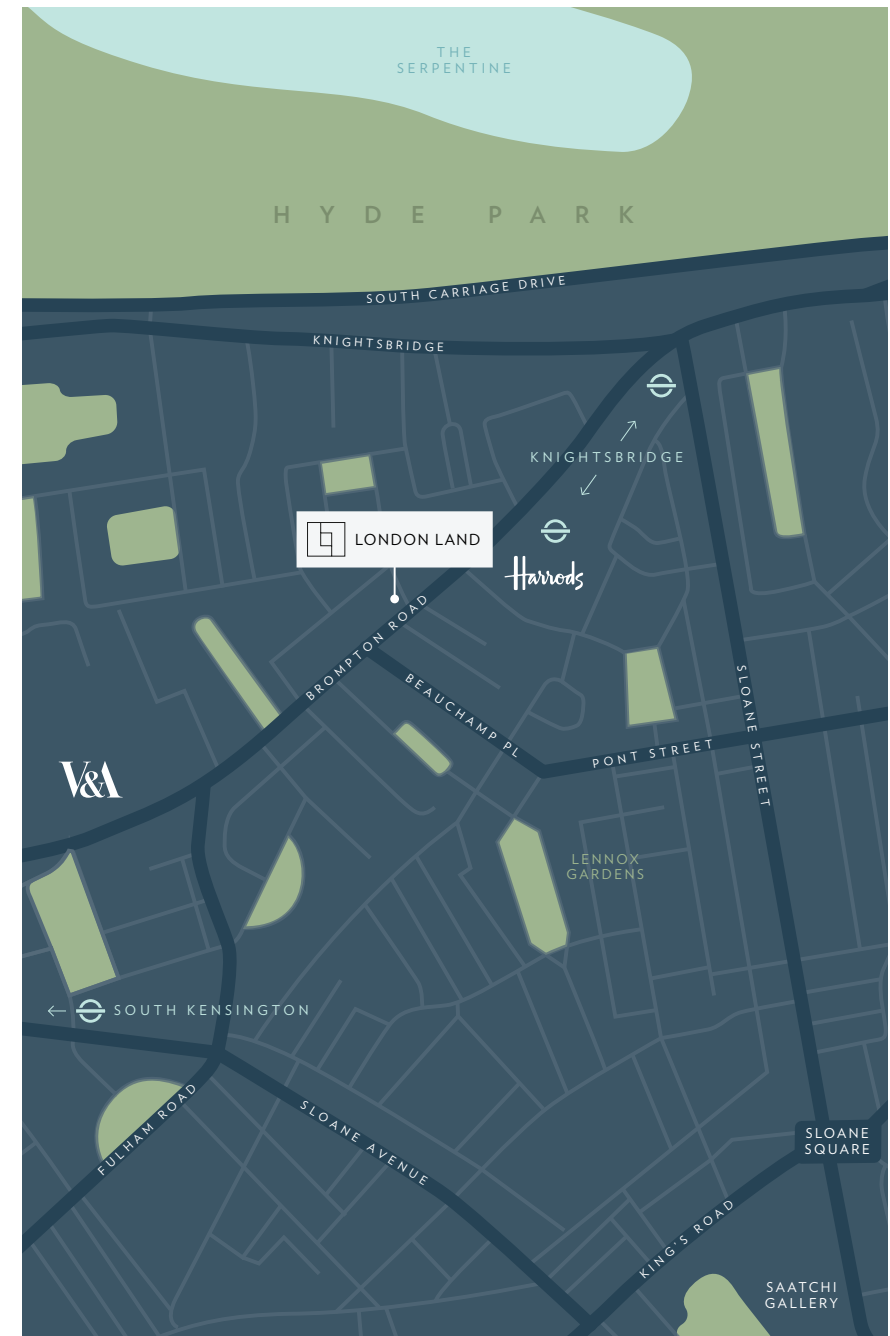 THE
SERPENTINE
HYDE PARK
SOUTH CARRIAGE DRIVE
KNIGHTSBRIDGE
KNIGHTSBRIDGE
LONDON LAND
Harrods
BROMPTON ROAD
BEAUCHAMP PL
SLOANE STREET
PONT STREET
V&A
LENNOX
GARDENS
SOUTH KENSINGTON
FULHAM ROAD
SLOANE AVENUE
SLOANE
SQUARE
KING'S ROAD
SAATCHI
GALLERY